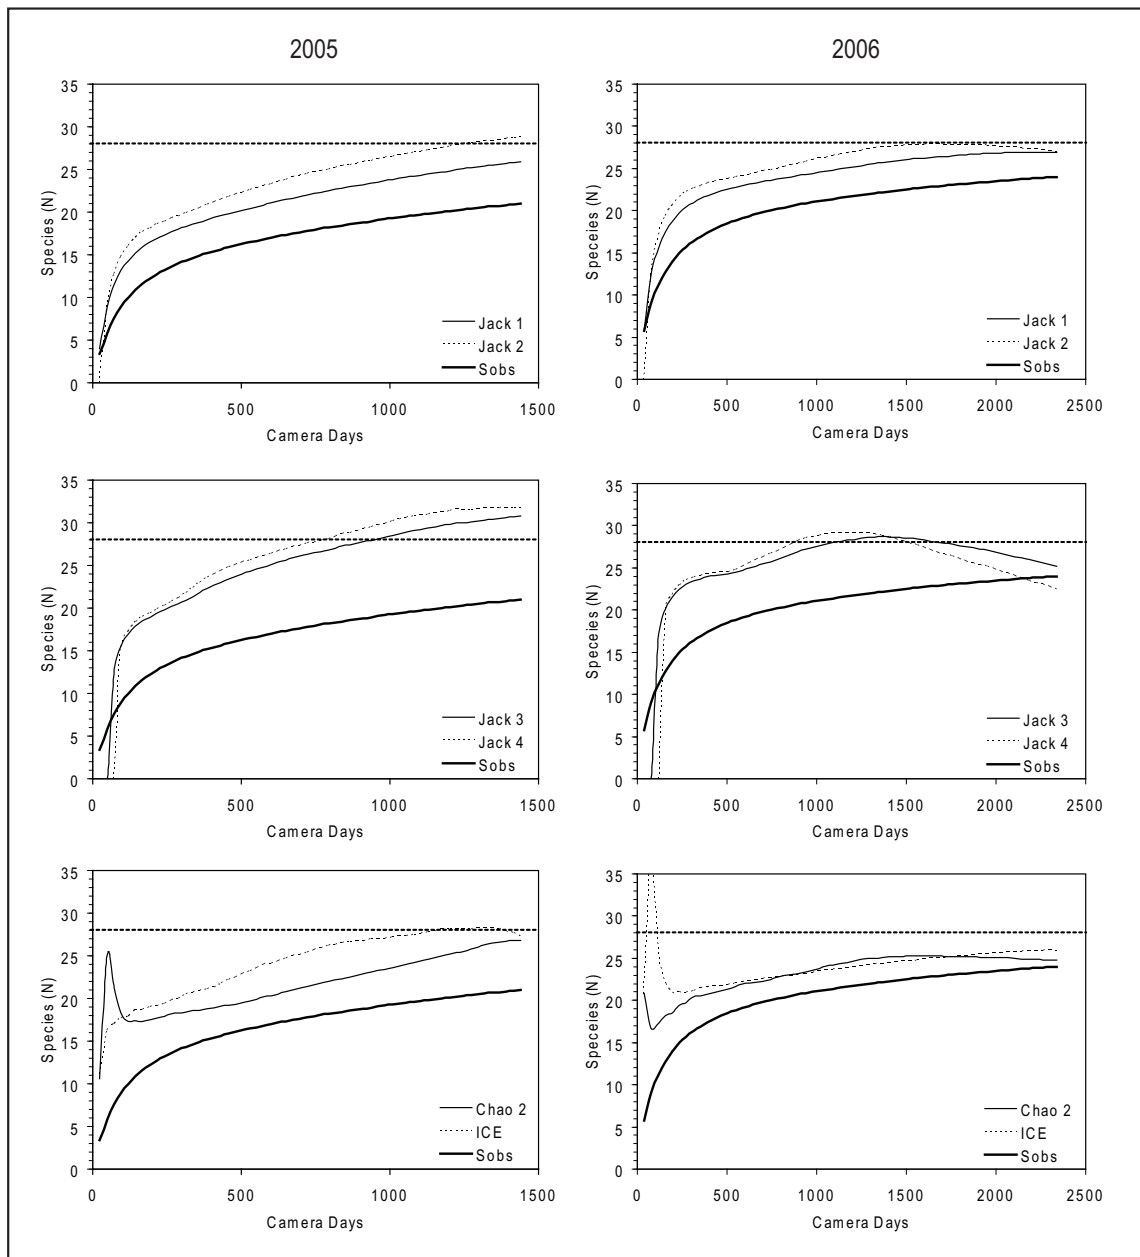 2005
2006
35
30
25
20
15
10
5
0
Species (N)
Jack 1
Jack 2
Sobs
0 500 1000 1500
Camera Days
35
30
25
20
15
10
5
0
Speceies (N)
Jack 1
Jack 2
Sobs
0 500 1000 1500 2000 2500
Camera Days
35
30
25
20
15
10
5
0
Species (N)
Jack 3
Jack 4
Sobs
0 500 1000 1500
Camera Days
35
30
25
20
15
10
5
0
Speceies (N)
Jack 3
Jack 4
Sobs
0 500 1000 1500 2000 2500
Camera Days
35
30
25
20
15
10
5
0
Species (N)
Chao 2
ICE
Sobs
0 500 1000 1500
Camera Days
35
30
25
20
15
10
5
0
Speceies (N)
Chao 2
ICE
Sobs
0 500 1000 1500 2000 2500
Camera Days